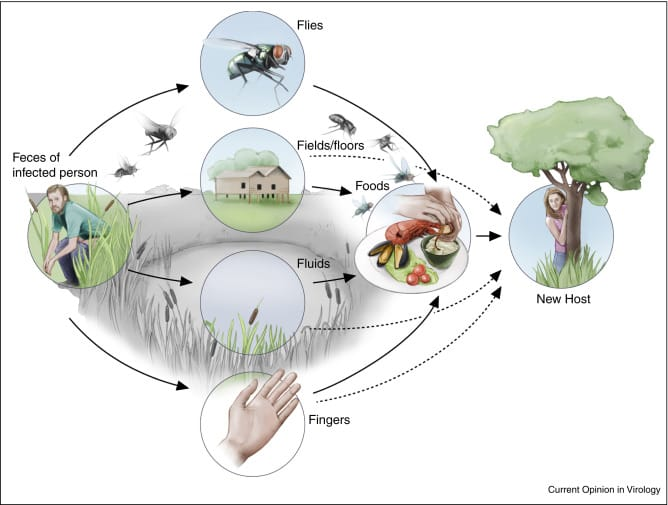 Flies
Fields/floors
Feces of
infected person
Foods
Fluids
New Host
Fingers
Current Opinion in Virology